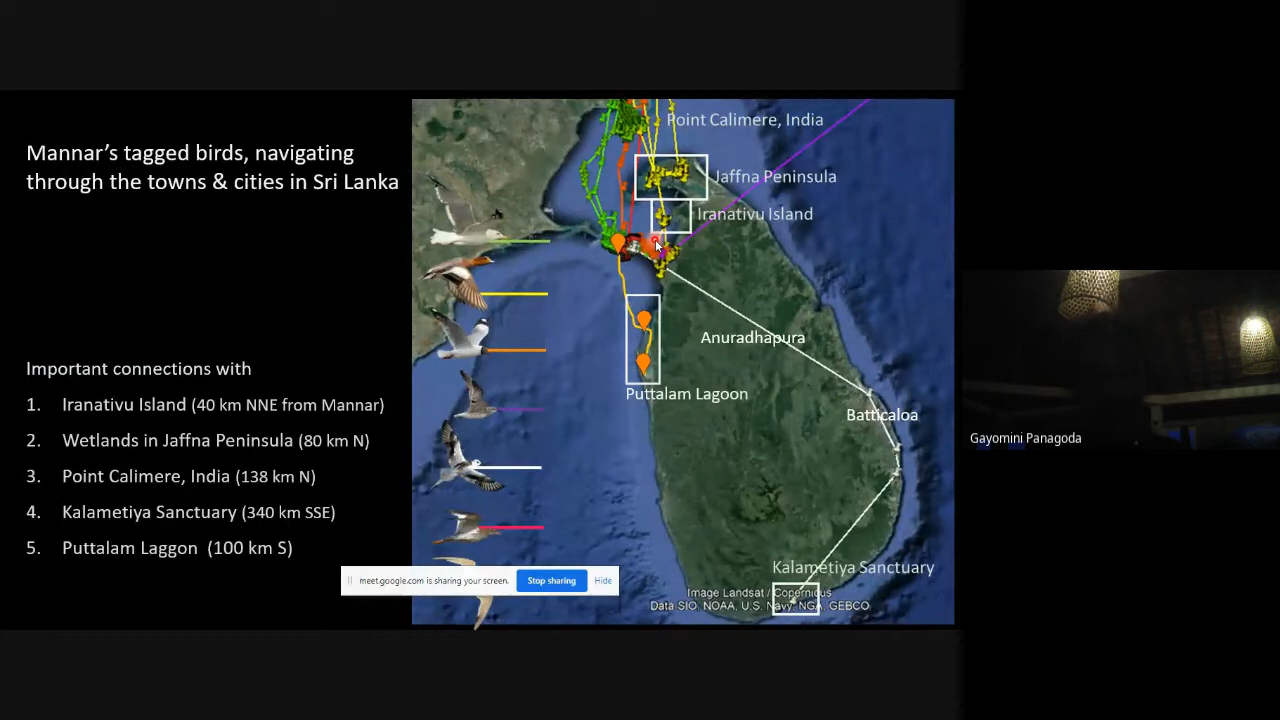 Mannar's tagged birds, navigating
through the towns & cities in Sri Lanka
Important connections with
1. Iranativu Island (40 km NNE from Mannar)
2. Wetlands in Jaffna Peninsula (80 km N)
3. Point Calimere, India (138 km N)
4. Kalametiya Sanctuary (340 km SSE)
5. Puttalam Laggon (100 km S)
Point Calimere, India
Jaffna Peninsula
Iranativu Island
Anuradhapura
Puttalam Lagoon
Batticaloa
Kalametiya Sanctuary
Image Landsat / Copernicus
Data SIO, NOAA, U.S. Navy, NGA, GEBCO
meet.google.com is sharing your screen.
Stop sharing
Hide
Gayomini Panagoda